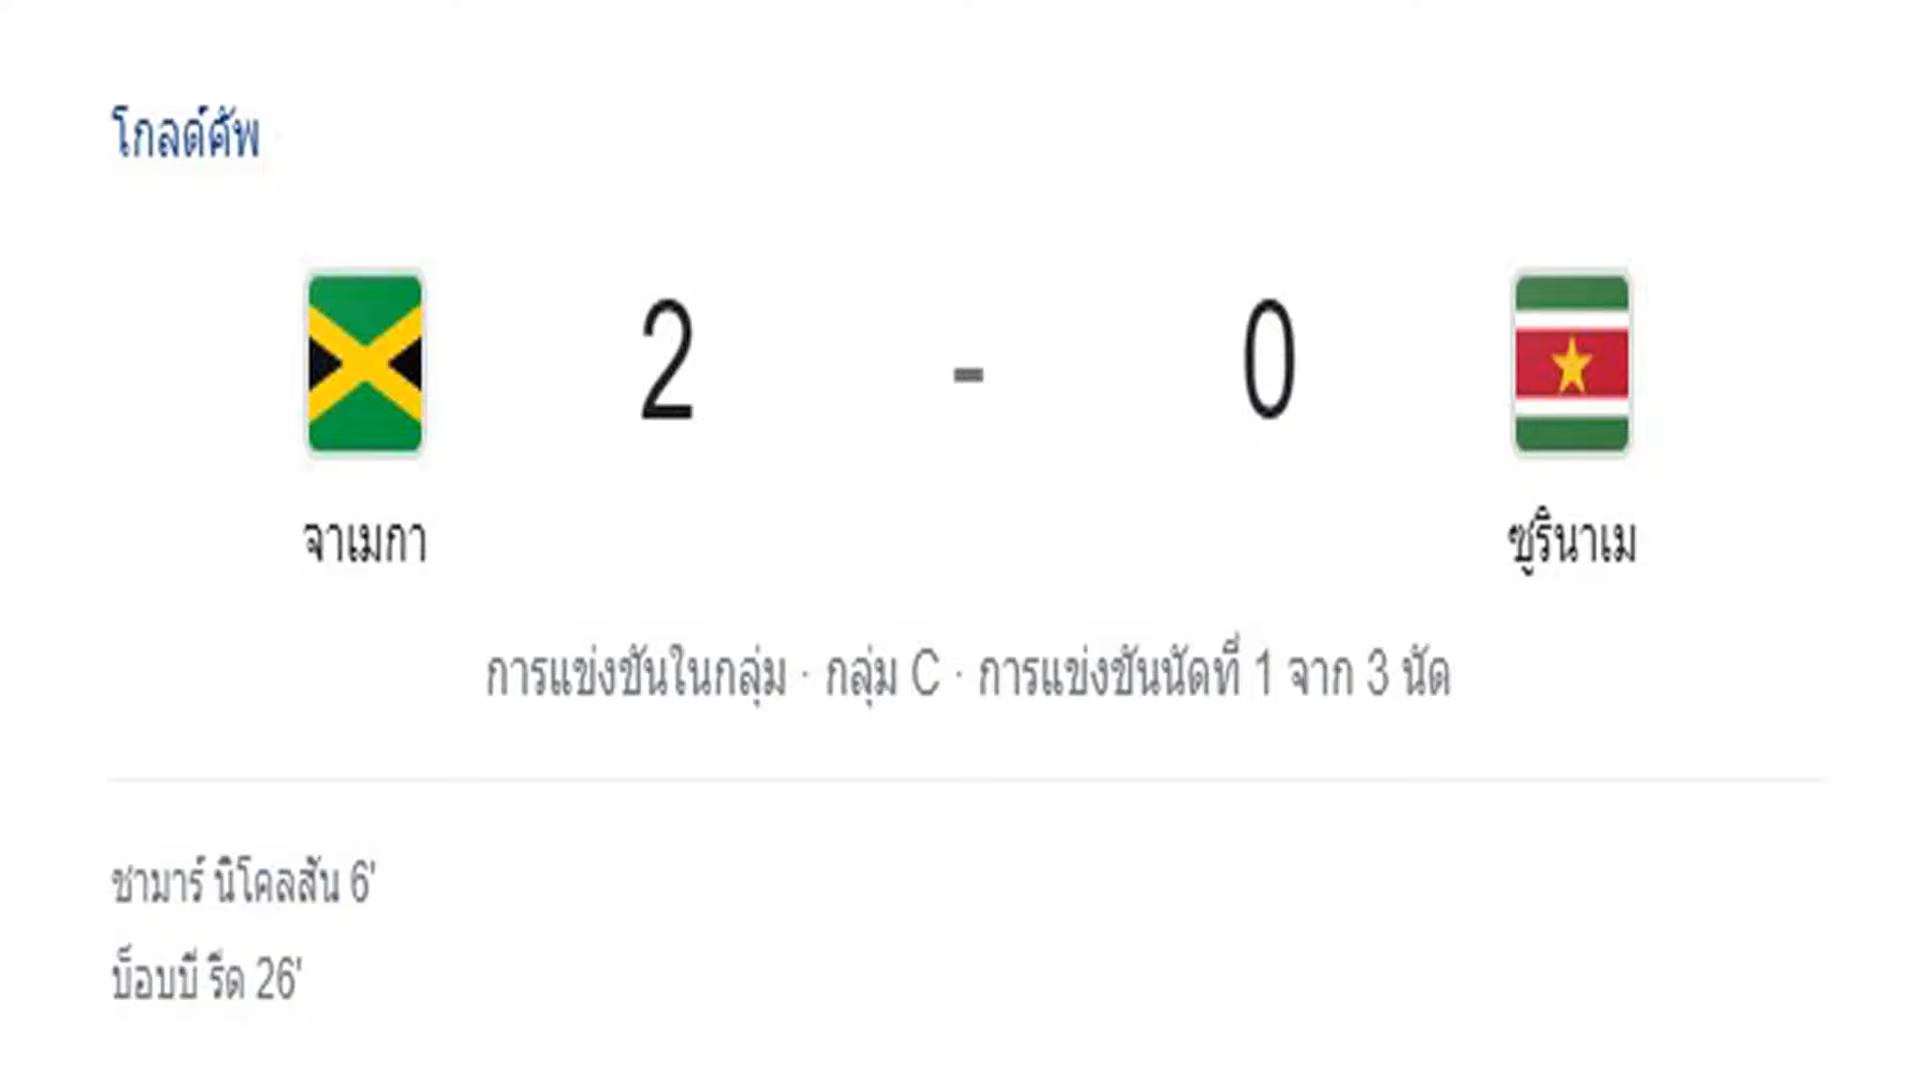 โกลด์คัพ
2 - 0
จาเมกา ซูรินาเม
การแข่งขันในกลุ่ม · กลุ่ม C · การแข่งขันนัดที่ 1 จาก 3 นัด
ชามาร์ นิโคลสัน 6'
บ็อบบี รีด 26'